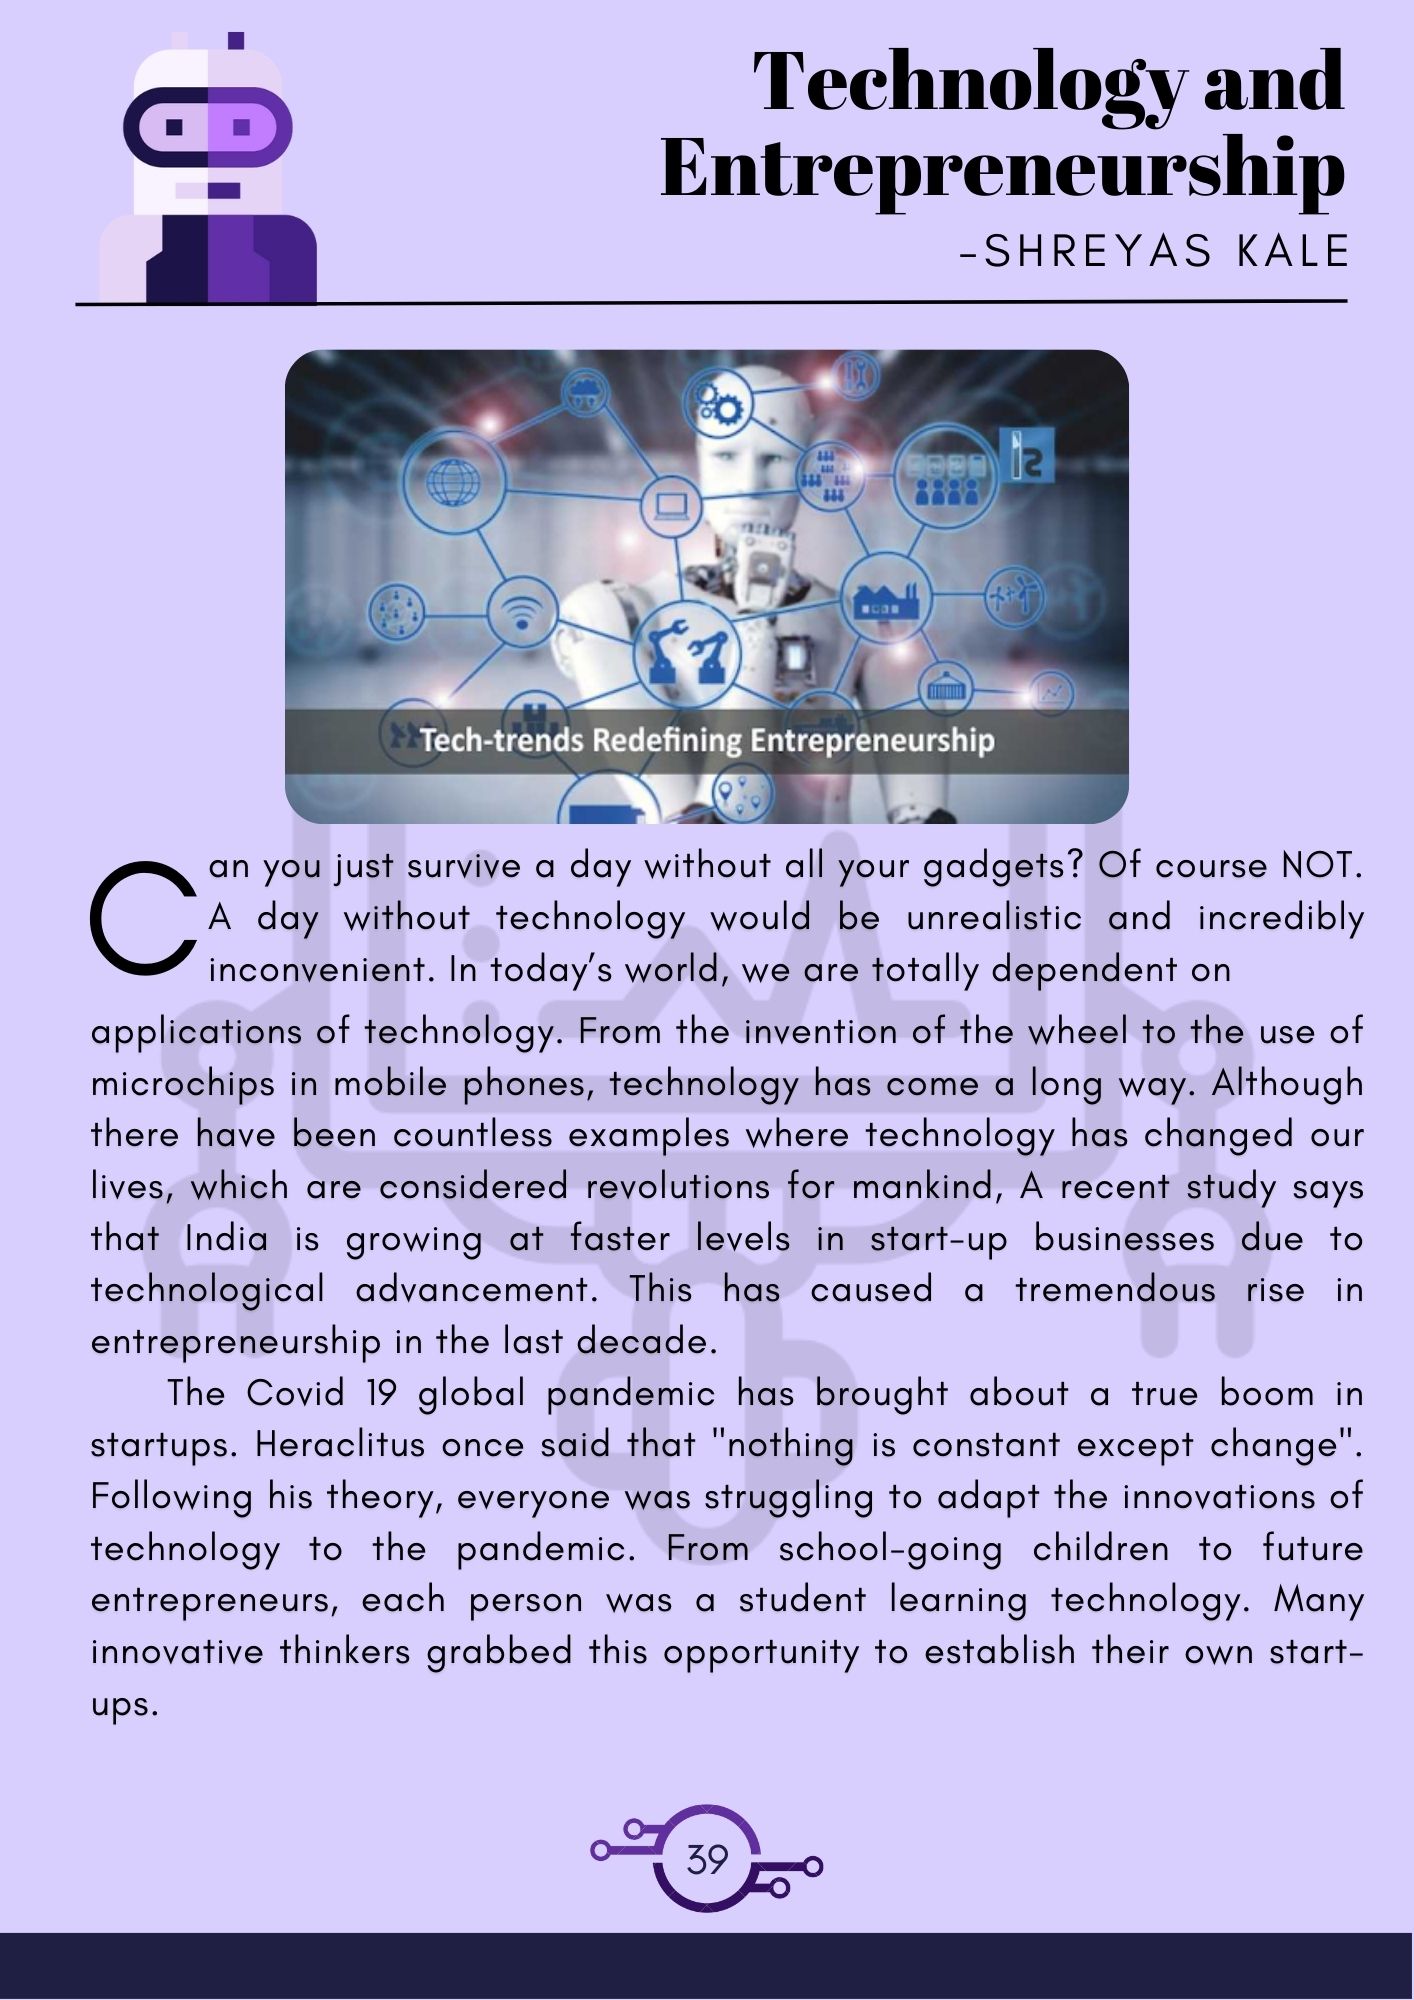 Technology and
Entrepreneurship
-SHREYAS KALE
Tech-trends Redefining Entrepreneurship
Can you just survive a day without all your gadgets? Of course NOT.
A day without technology would be unrealistic and incredibly
inconvenient. In today’s world, we are totally dependent on
applications of technology. From the invention of the wheel to the use of
microchips in mobile phones, technology has come a long way. Although
there have been countless examples where technology has changed our
lives, which are considered revolutions for mankind, A recent study says
that India is growing at faster levels in start-up businesses due to
technological advancement. This has caused a tremendous rise in
entrepreneurship in the last decade.
The Covid 19 global pandemic has brought about a true boom in
startups. Heraclitus once said that "nothing is constant except change".
Following his theory, everyone was struggling to adapt the innovations of
technology to the pandemic. From school-going children to future
entrepreneurs, each person was a student learning technology. Many
innovative thinkers grabbed this opportunity to establish their own start-
ups.
39